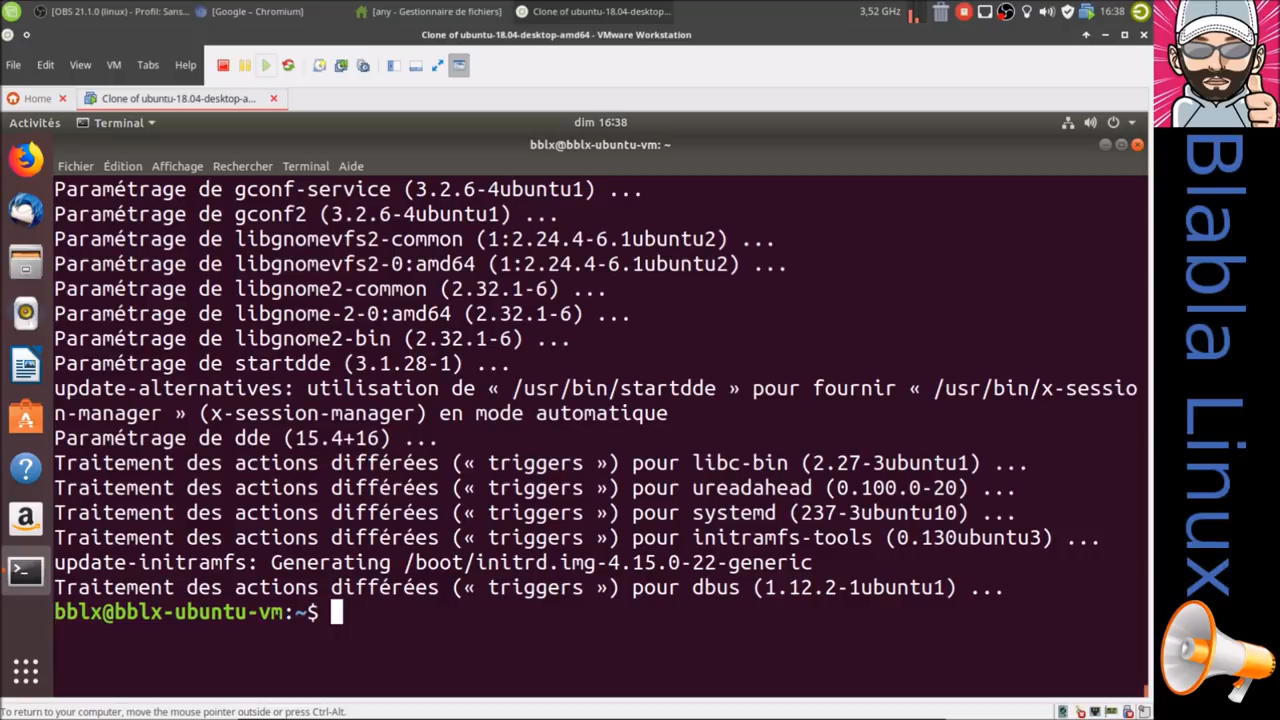 [OBS 21.1.0 (linux) - Profil: Sans...
[Google – Chromium]
[any - Gestionnaire de fichiers]
Clone of ubuntu-18.04-desktop...
3,52 GHz
16:38
Clone of ubuntu-18.04-desktop-amd64 - VMware Workstation
File Edit View VM Tabs Help
Home
Clone of ubuntu-18.04-desktop-a...
Activités
Terminal
dim 16:38
bblx@bblx-ubuntu-vm: ~
Fichier Édition Affichage Rechercher Terminal Aide
Paramétrage de gconf-service (3.2.6-4ubuntu1) ...
Paramétrage de gconf2 (3.2.6-4ubuntu1) ...
Paramétrage de libgnomevfs2-common (1:2.24.4-6.1ubuntu2) ...
Paramétrage de libgnomevfs2-0:amd64 (1:2.24.4-6.1ubuntu2) ...
Paramétrage de libgnome2-common (2.32.1-6) ...
Paramétrage de libgnome-2-0:amd64 (2.32.1-6) ...
Paramétrage de libgnome2-bin (2.32.1-6) ...
Paramétrage de startdde (3.1.28-1) ...
update-alternatives: utilisation de « /usr/bin/startdde » pour fournir « /usr/bin/x-sessio
n-manager » (x-session-manager) en mode automatique
Paramétrage de dde (15.4+16) ...
Traitement des actions différées (« triggers ») pour libc-bin (2.27-3ubuntu1) ...
Traitement des actions différées (« triggers ») pour ureadahead (0.100.0-20) ...
Traitement des actions différées (« triggers ») pour systemd (237-3ubuntu10) ...
Traitement des actions différées (« triggers ») pour initramfs-tools (0.130ubuntu3) ...
update-initramfs: Generating /boot/initrd.img-4.15.0-22-generic
Traitement des actions différées (« triggers ») pour dbus (1.12.2-1ubuntu1) ...
bblx@bblx-ubuntu-vm:~$
To return to your computer, move the mouse pointer outside or press Ctrl-Alt.
Blabla Linux